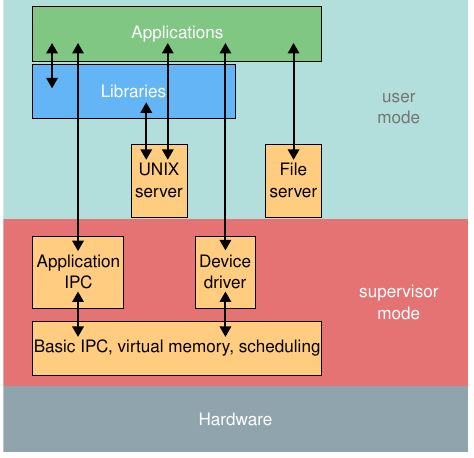 Applications
Libraries
user
mode
UNIX
server
File
server
Application
IPC
Device
driver
supervisor
mode
Basic IPC, virtual memory, scheduling
Hardware